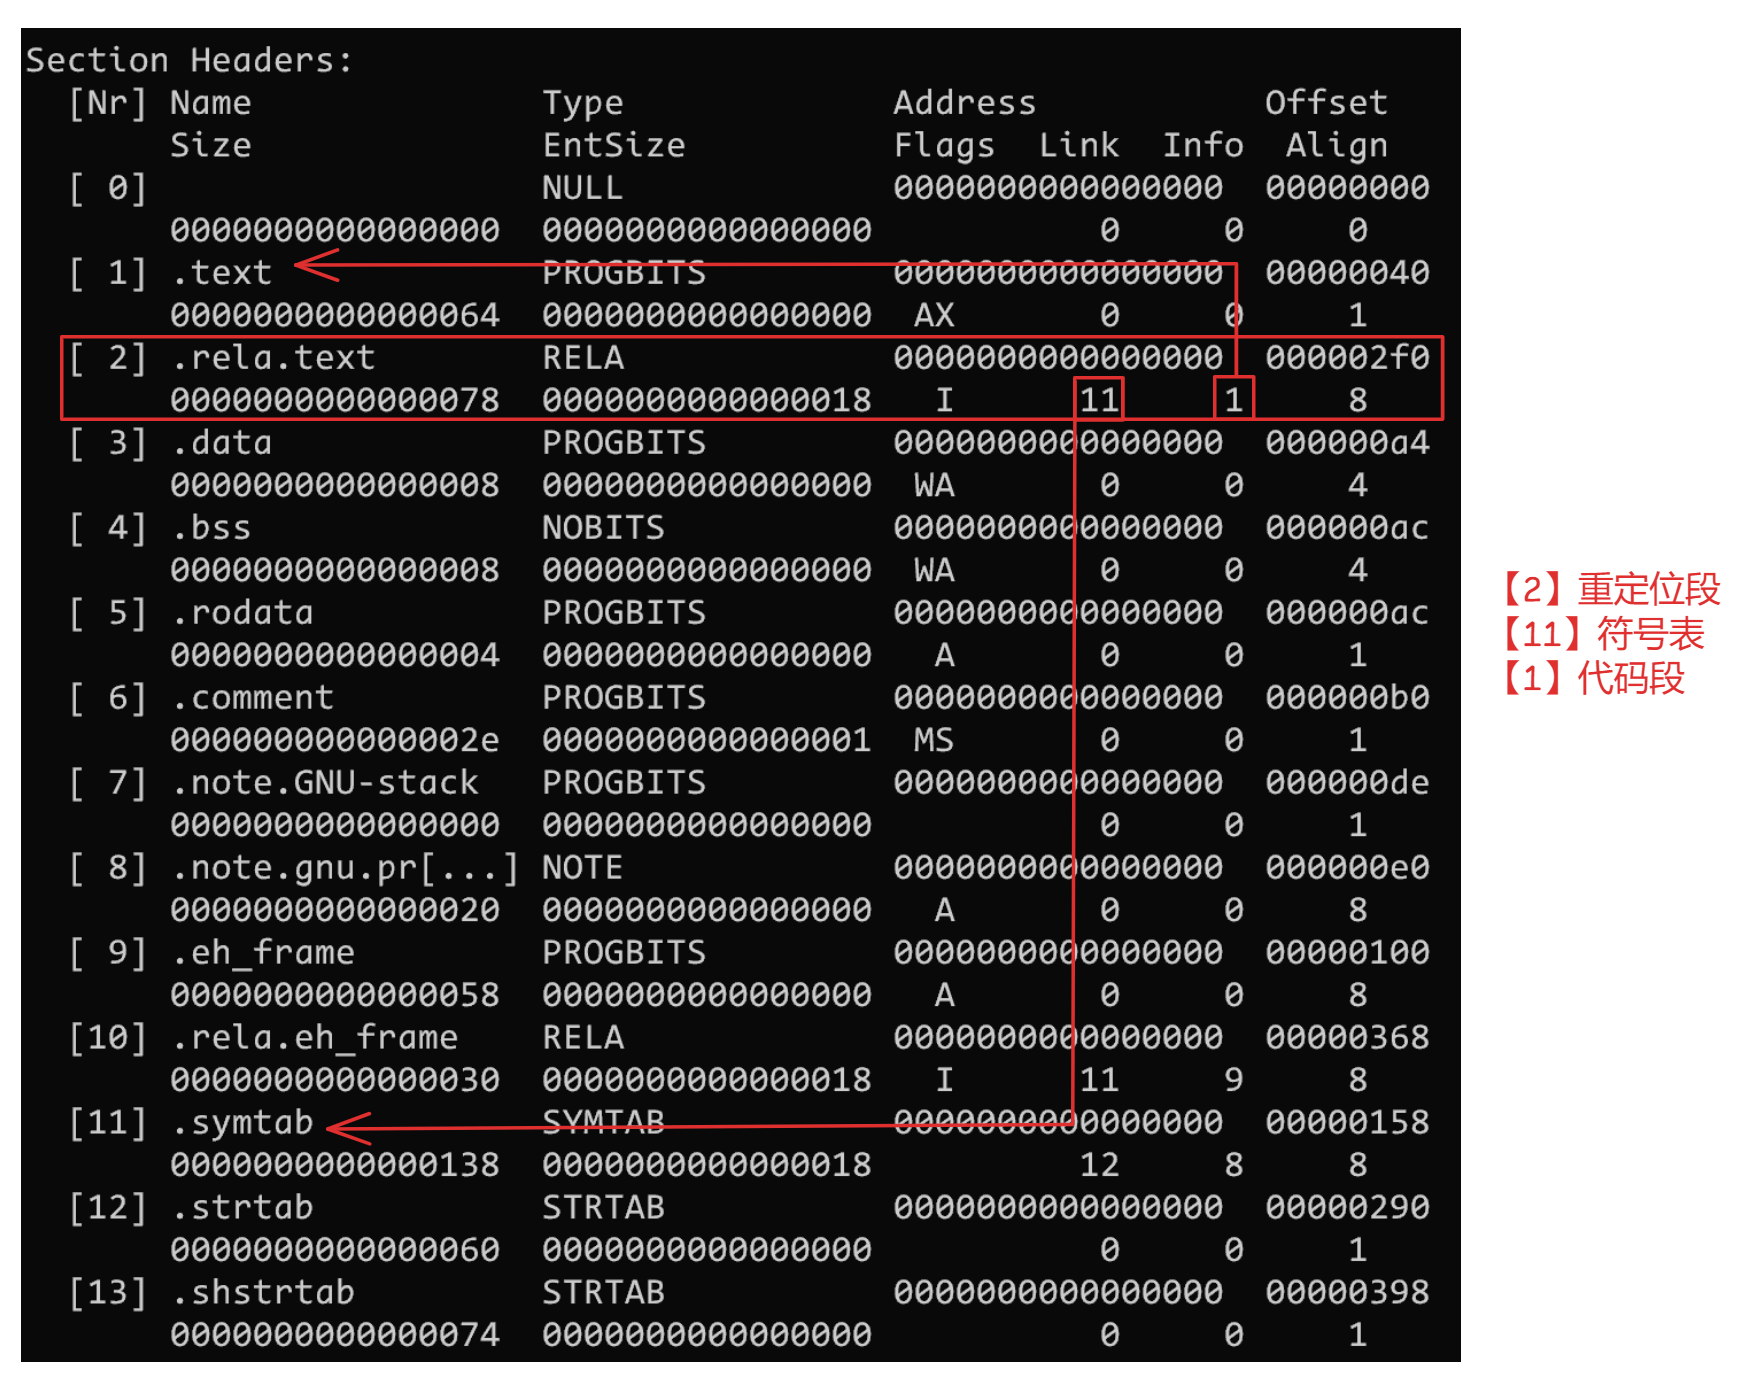 Section Headers:
[Nr] Name Type Address Offset
Size EntSize Flags Link Info Align
[ 0] NULL 0000000000000000 00000000
0000000000000000 0000000000000000 0 0 0
[ 1] .text PROGBITS 0000000000000000 00000040
0000000000000064 0000000000000000 AX 0 0 1
[ 2] .rela.text RELA 0000000000000000 000002f0
0000000000000078 0000000000000018 I 11 1 8
[ 3] .data PROGBITS 0000000000000000 000000a4
0000000000000008 0000000000000000 WA 0 0 4
[ 4] .bss NOBITS 0000000000000000 000000ac
0000000000000008 0000000000000000 WA 0 0 4
[ 5] .rodata PROGBITS 0000000000000000 000000ac
0000000000000004 0000000000000000 A 0 0 1
[ 6] .comment PROGBITS 0000000000000000 000000b0
000000000000002e 0000000000000001 MS 0 0 1
[ 7] .note.GNU-stack PROGBITS 0000000000000000 000000de
0000000000000000 0000000000000000 0 0 1
[ 8] .note.gnu.pr[...] NOTE 0000000000000000 000000e0
0000000000000020 0000000000000000 A 0 0 8
[ 9] .eh_frame PROGBITS 0000000000000000 00000100
0000000000000058 0000000000000000 A 0 0 8
[10] .rela.eh_frame RELA 0000000000000000 00000368
0000000000000030 0000000000000018 I 11 9 8
[11] .symtab SYMTAB 0000000000000000 00000158
0000000000000138 0000000000000018 12 8 8
[12] .strtab STRTAB 0000000000000000 00000290
0000000000000060 0000000000000000 0 0 1
[13] .shstrtab STRTAB 0000000000000000 00000398
0000000000000074 0000000000000000 0 0 1
【2】重定位段
【11】符号表
【1】代码段